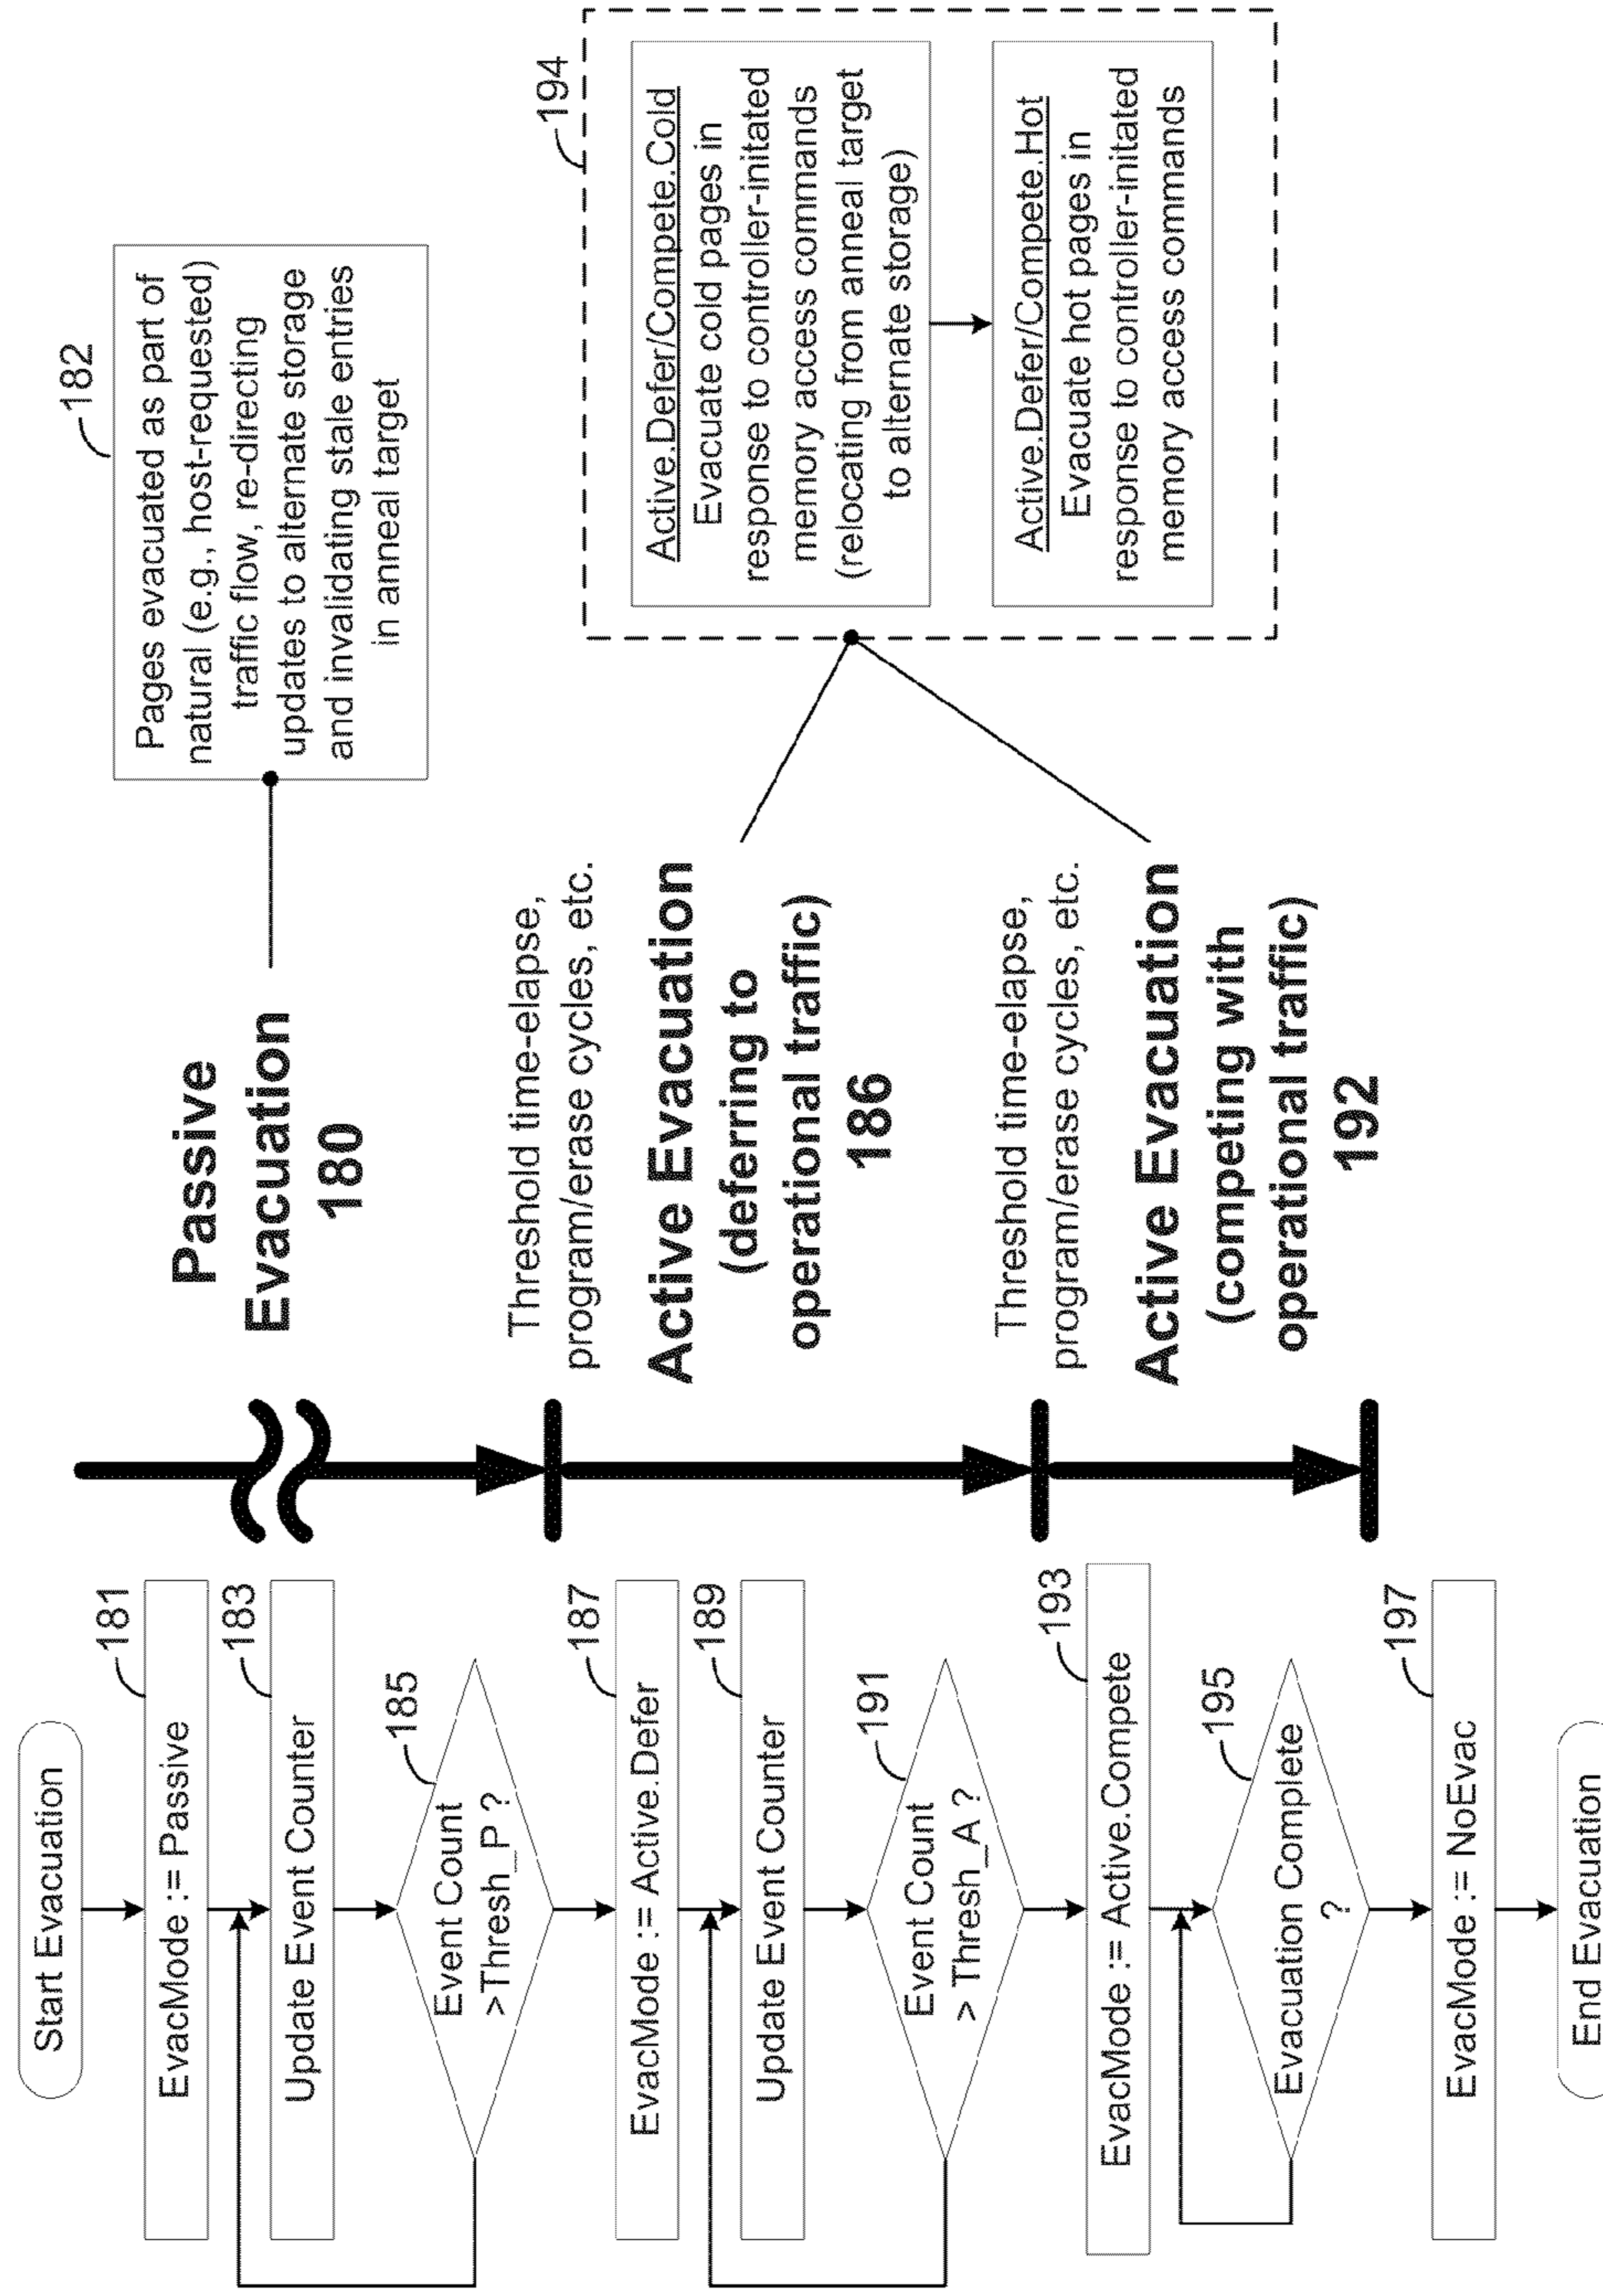 Start Evacuation
181
EvacMode := Passive
183
Update Event Counter
185
Event Count
>Thresh_P ?
187
EvacMode := Active.Defer
189
Update Event Counter
191
Event Count
> Thresh_A ?
193
EvacMode := Active.Compete
195
Evacuation Complete
?
197
EvacMode := NoEvac
End Evacuation
Passive
Evacuation
180
Threshold time-elapse,
program/erase cycles, etc.
Active Evacuation
(deferring to
operational traffic)
186
Threshold time-elapse,
program/erase cycles, etc.
Active Evacuation
(competing with
operational traffic)
192
182
Pages evacuated as part of
natural (e.g., host-requested)
traffic flow, re-directing
updates to alternate storage
and invalidating stale entries
in anneal target
194
Active.Defer/Compete.Cold
Evacuate cold pages in
response to controller-initated
memory access commands
(relocating from anneal target
to alternate storage)
Active.Defer/Compete.Hot
Evacuate hot pages in
response to controller-initated
memory access commands